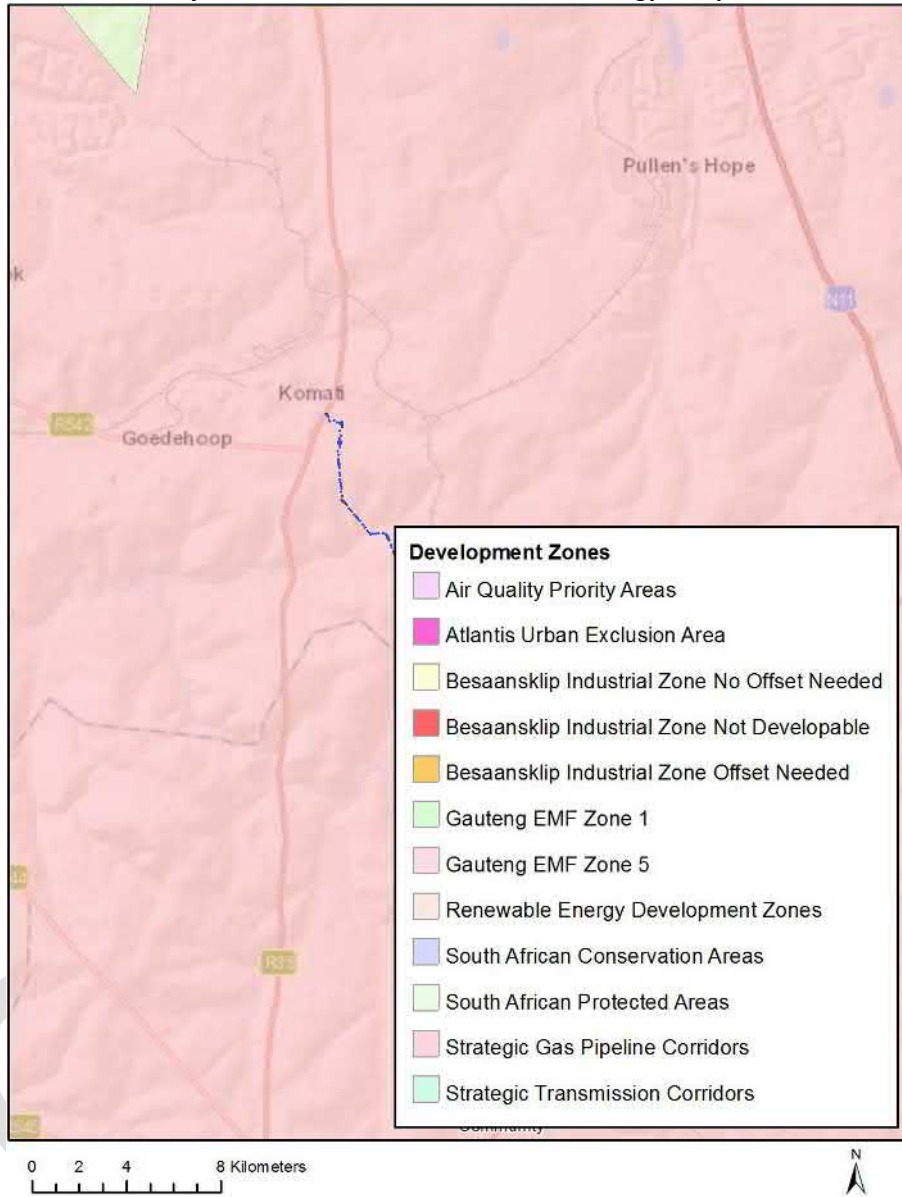 Pullen's Hope
k
N11
Komati
R542
Goedehoop
Development Zones
Air Quality Priority Areas
Atlantis Urban Exclusion Area
Besaansklip Industrial Zone No Offset Needed
Besaansklip Industrial Zone Not Developable
Besaansklip Industrial Zone Offset Needed
Gauteng EMF Zone 1
Gauteng EMF Zone 5
Renewable Energy Development Zones
South African Conservation Areas
South African Protected Areas
Strategic Gas Pipeline Corridors
Strategic Transmission Corridors
R35
Community
0 2 4 8 Kilometers
N